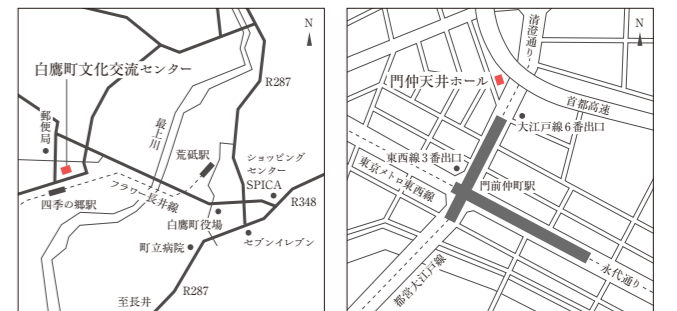 N
白鷹町文化交流センター
R287
郵便局
最上川
荒砥駅
ショッピング
センター
SPICA
フラワー長井線
四季の郷駅
R348
白鷹町役場
セブンイレブン
町立病院
R287
至長井
N
清澄通り
門仲天井ホール
首都高速
大江戸線6番出口
東西線3番出口
東京メトロ東西線
門前仲町駅
永代通り
都営大江戸線